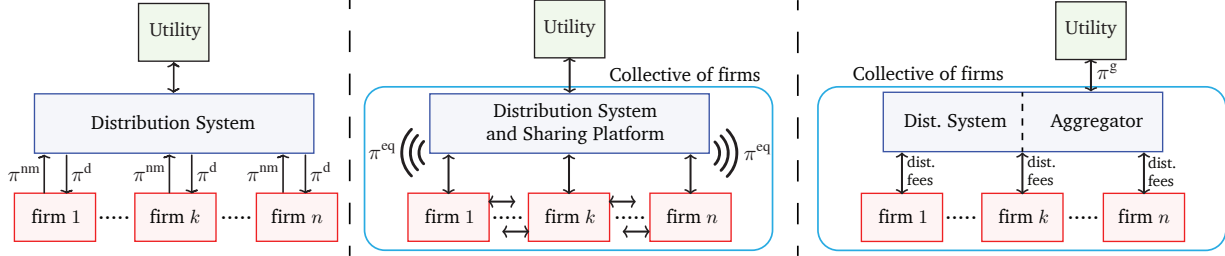 Utility
Distribution System
π^nm π^d π^nm π^d π^nm π^d
firm 1 ..... firm k ..... firm n
Utility
Collective of firms
Distribution System
and Sharing Platform
π^eq π^eq
firm 1 ..... firm k ..... firm n
Utility
π^g
Collective of firms
Dist. System Aggregator
dist. dist. dist.
fees fees fees
firm 1 ..... firm k ..... firm n